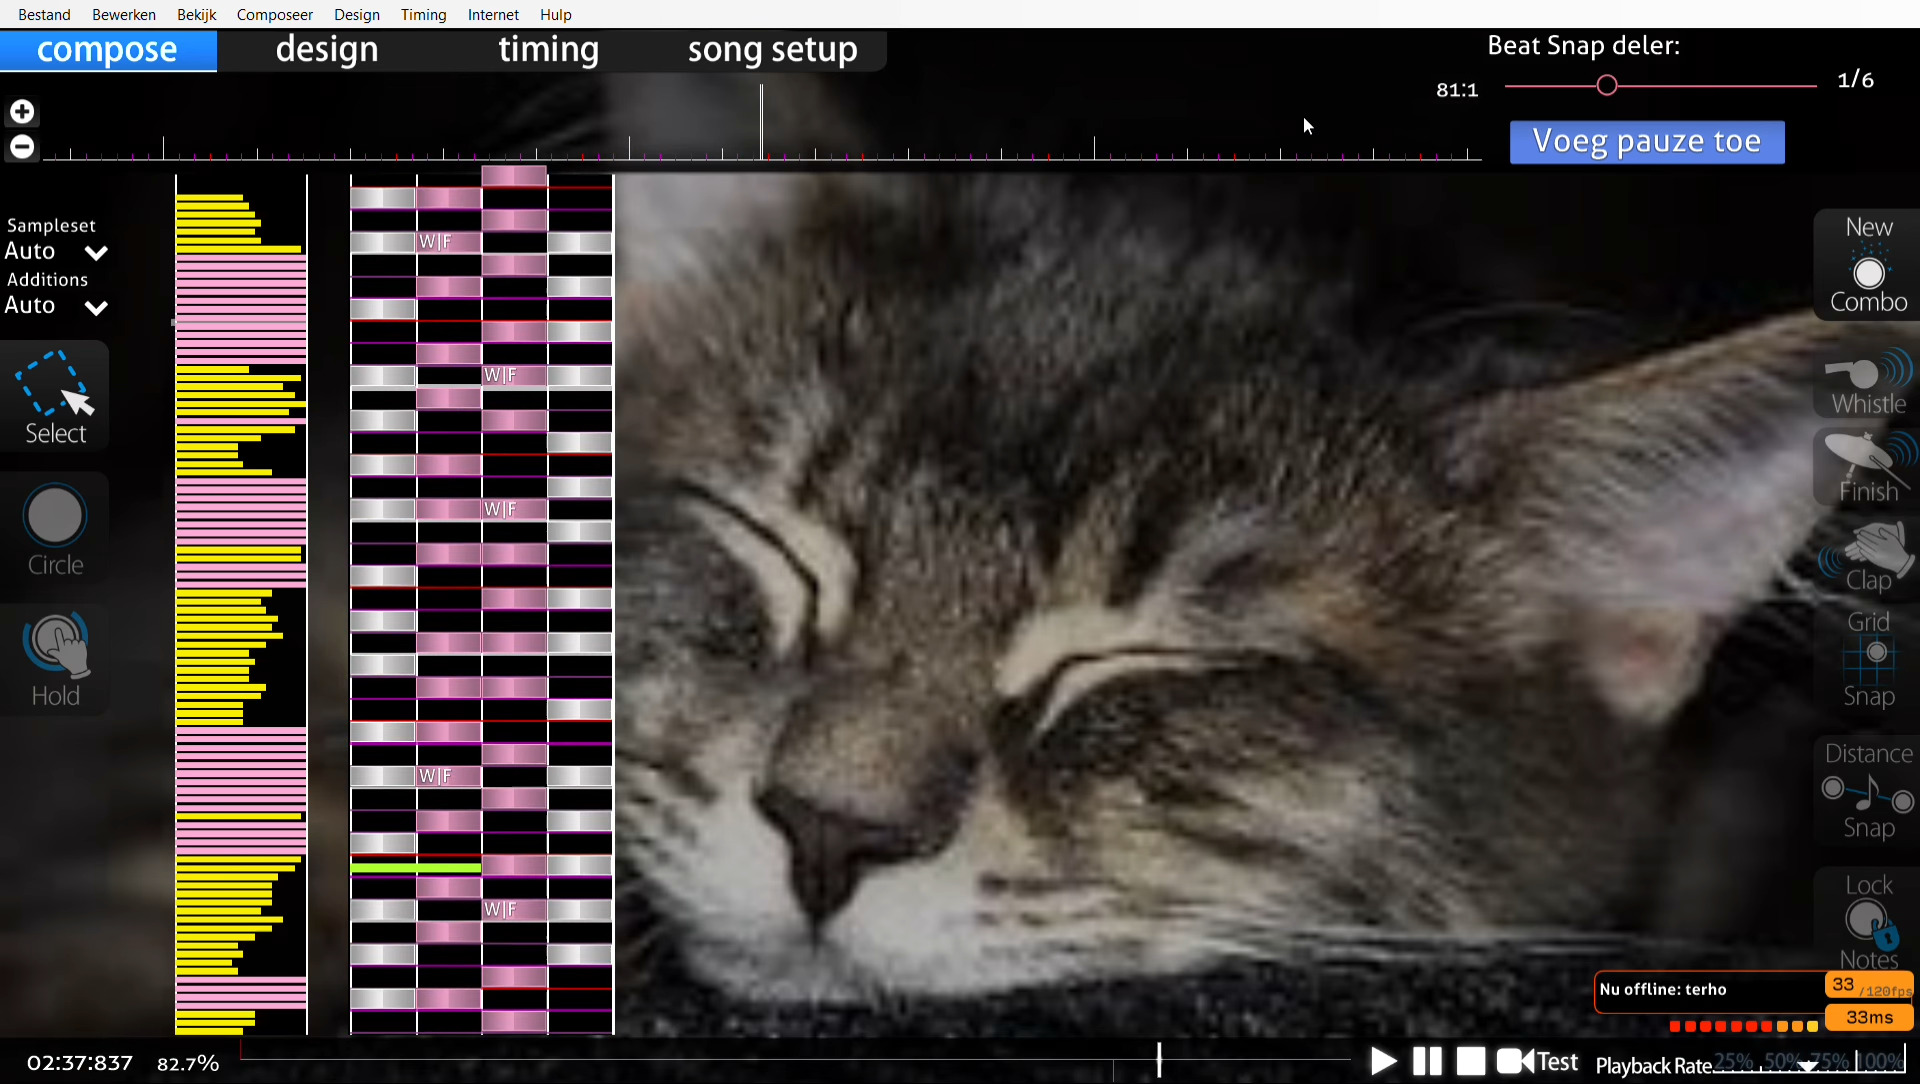 Bestand Bewerken Bekijk Componeer Design Timing Internet Hulp
compose design timing song setup
Beat Snap deler:
81:1 1/6
Voeg pauze toe
Sampleset
Auto
Additions
Auto
Select
Circle
Hold
W|F
W|F
W|F
W|F
W|F
New
Combo
Whistle
Finish
Clap
Grid
Snap
Distance
Snap
Lock
Notes
Nu offline: terho
33 /120fps
33ms
02:37:837 82.7%
Test
Playback Rate 25% 50% 75% 100%